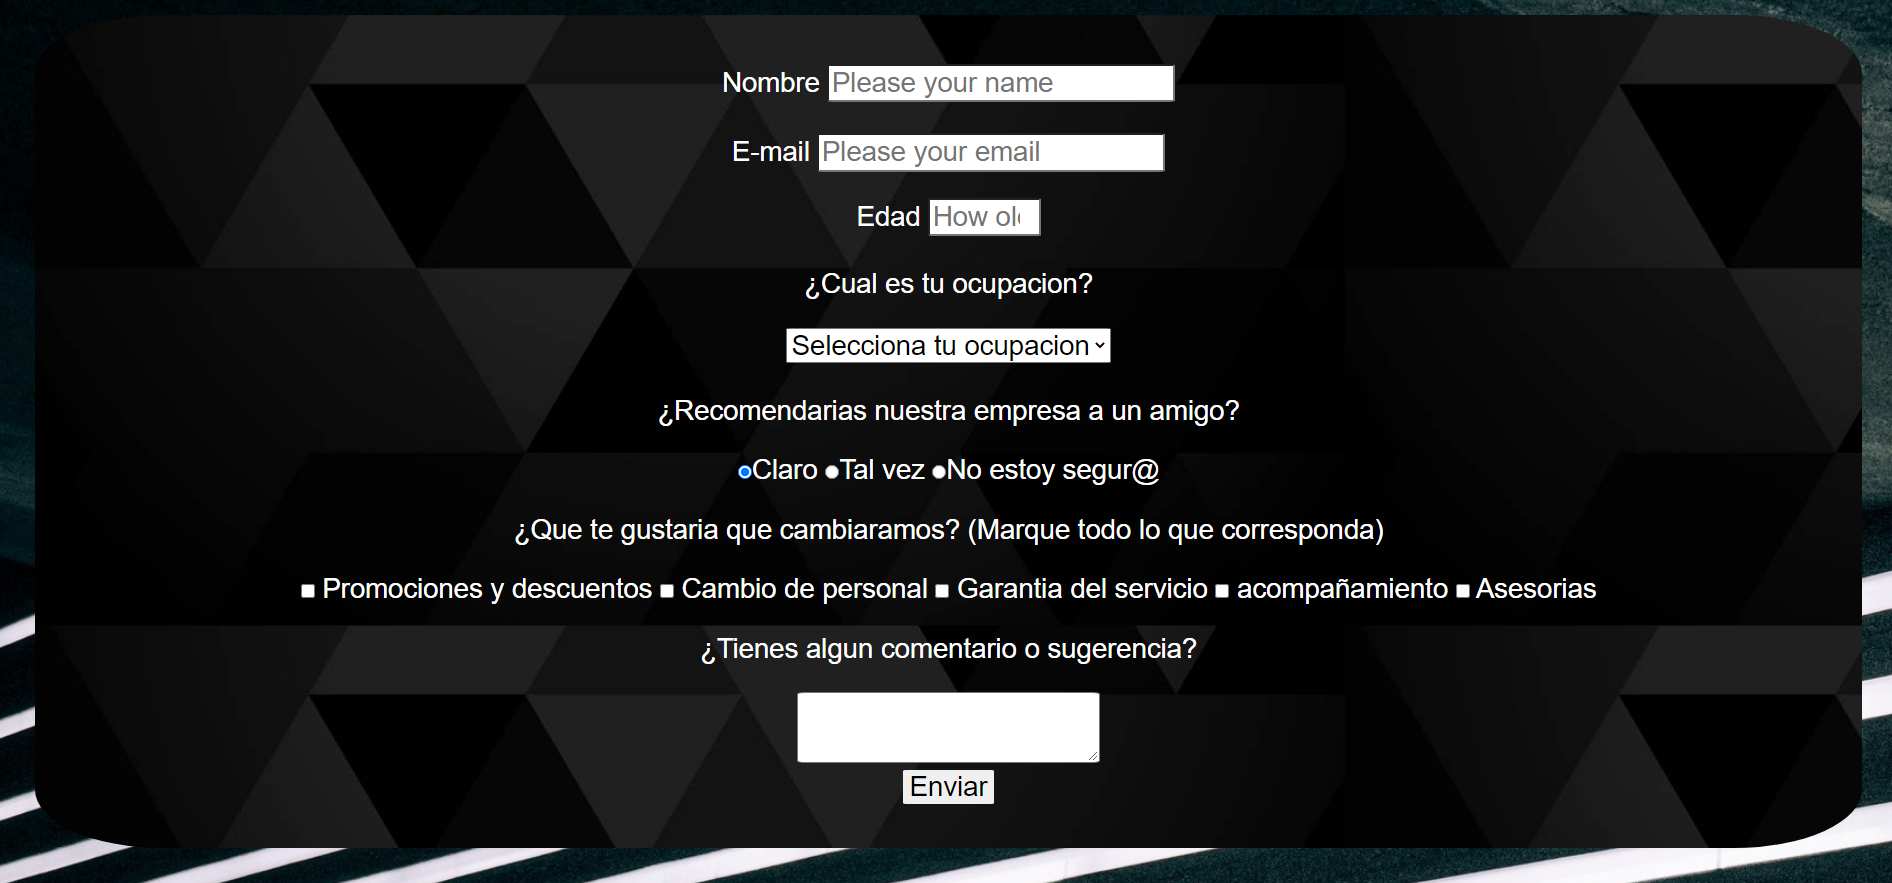 Nombre Please your name
E-mail Please your email
Edad How ol
¿Cual es tu ocupacion?
Selecciona tu ocupacion
¿Recomendarias nuestra empresa a un amigo?
Claro Tal vez No estoy segur@
¿Que te gustaria que cambiaramos? (Marque todo lo que corresponda)
Promociones y descuentos Cambio de personal Garantia del servicio acompañamiento Asesorias
¿Tienes algun comentario o sugerencia?
Enviar